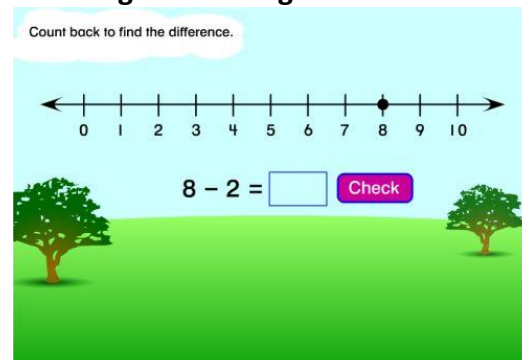 Count back to find the difference.
0 1 2 3 4 5 6 7 8 9 10
8 – 2 =
Check